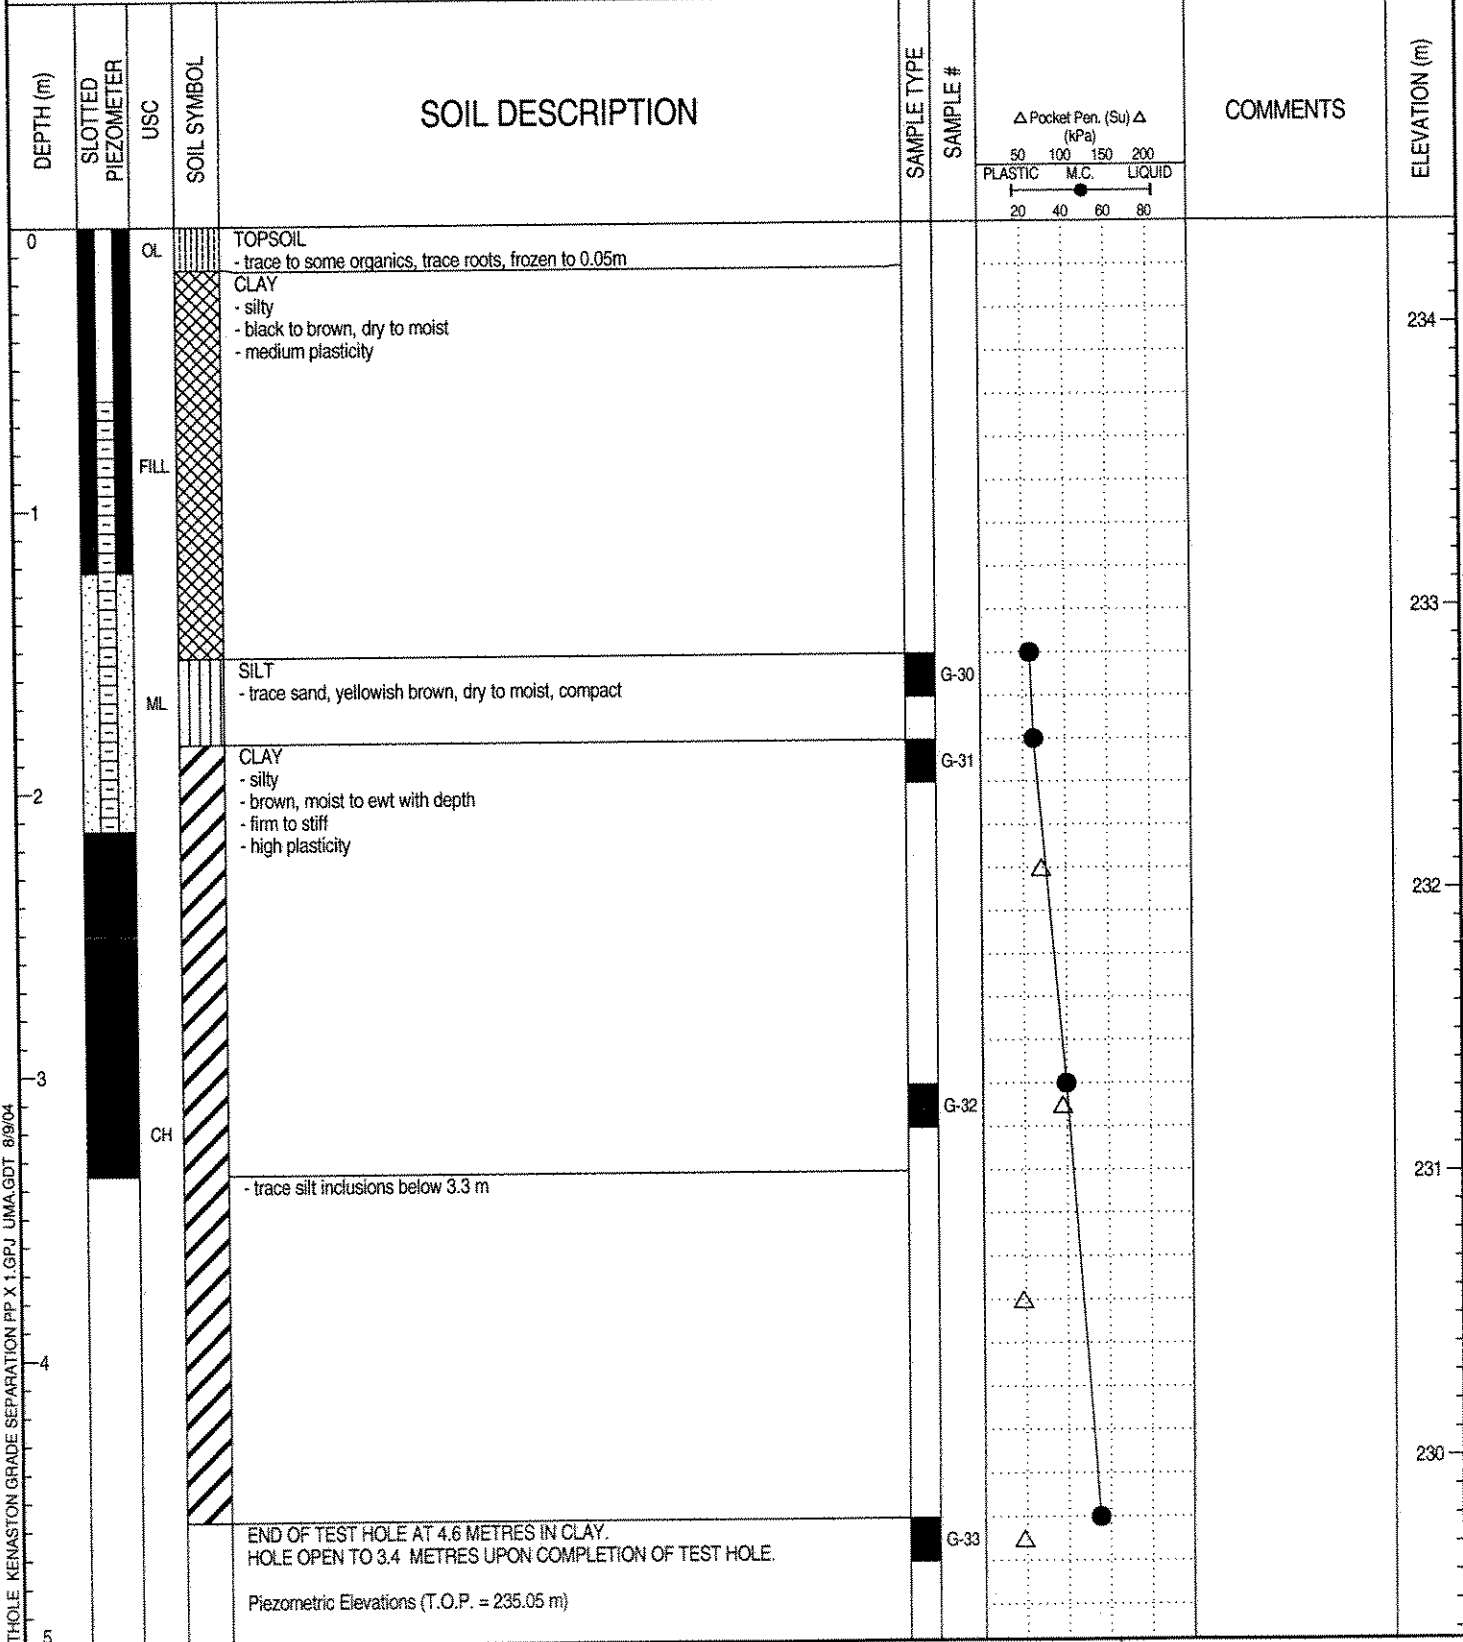 DEPTH (m)
SLOTTED
PIEZOMETER
USC
SOIL SYMBOL
SOIL DESCRIPTION
SAMPLE TYPE
SAMPLE #
△ Pocket Pen. (Su) △
(kPa)
50 100 150 200
PLASTIC M.C. LIQUID
20 40 60 80
COMMENTS
ELEVATION (m)
0
OL
TOPSOIL
- trace to some organics, trace roots, frozen to 0.05m
CLAY
- silty
- black to brown, dry to moist
- medium plasticity
234
FILL
1
233
SILT
- trace sand, yellowish brown, dry to moist, compact
G-30
ML
CLAY
- silty
- brown, moist to ewt with depth
- firm to stiff
- high plasticity
G-31
2
232
3
G-32
CH
231
- trace silt inclusions below 3.3 m
4
230
END OF TEST HOLE AT 4.6 METRES IN CLAY.
HOLE OPEN TO 3.4 METRES UPON COMPLETION OF TEST HOLE.
G-33
Piezometric Elevations (T.O.P. = 235.05 m)
5
THOLE KENASTON GRADE SEPARATION PP X 1.GPJ UMA.GDT 8/9/04